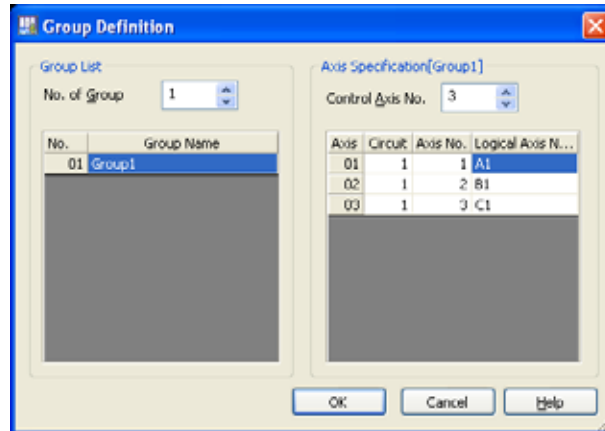 Group Definition
Group List
No. of Group 1
No. Group Name
01 Group1
Axis Specification[Group1]
Control Axis No. 3
Axis Circuit Axis No. Logical Axis N...
01 1 1 A1
02 1 2 B1
03 1 3 C1
OK Cancel Help